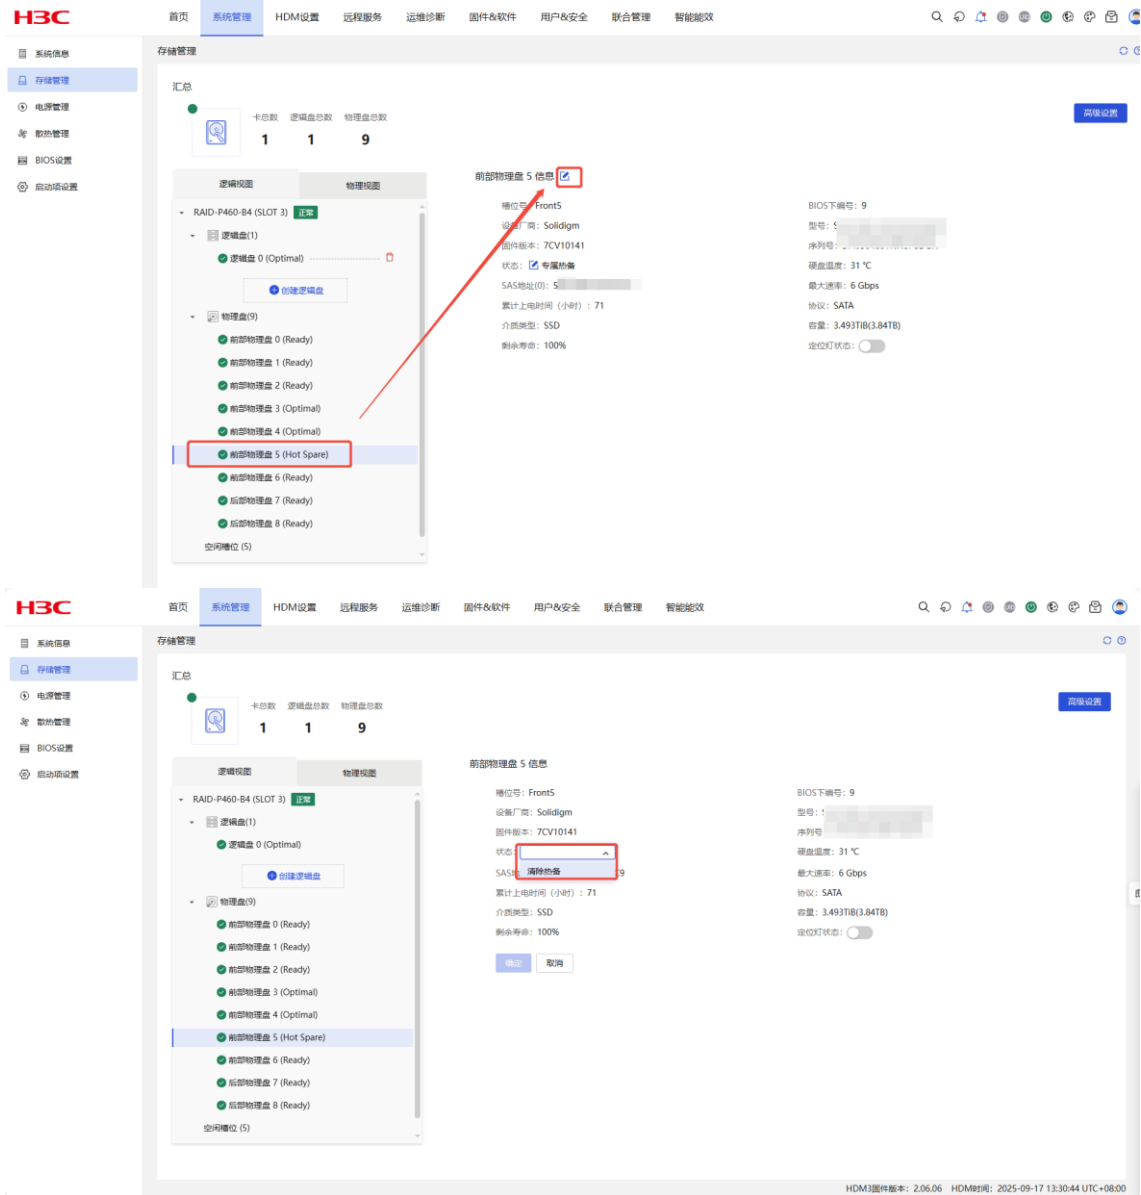 H3C 首页 系统管理 HDM设置 远程服务 运维诊断 固件&软件 用户&安全 联合管理 智能能效
系统信息
存储管理
电源管理
散热管理
BIOS设置
启动项设置
存储管理
汇总
卡总数 逻辑盘总数 物理盘总数
1 1 9
高级设置
逻辑视图 物理视图
RAID-P460-B4 (SLOT 3) 正常
逻辑盘(1)
逻辑盘 0 (Optimal)
创建逻辑盘
物理盘(9)
前部物理盘 0 (Ready)
前部物理盘 1 (Ready)
前部物理盘 2 (Ready)
前部物理盘 3 (Optimal)
前部物理盘 4 (Optimal)
前部物理盘 5 (Hot Spare)
前部物理盘 6 (Ready)
后部物理盘 7 (Ready)
后部物理盘 8 (Ready)
空闲槽位 (5)
前部物理盘 5 信息
槽位号: Front5
设备厂商: Solidigm
固件版本: 7CV10141
状态: 专属热备
SAS地址(0): 5
累计上电时间（小时）: 71
介质类型: SSD
剩余寿命: 100%
BIOS下编号: 9
型号: S
序列号:
硬盘温度: 31 ℃
最大速率: 6 Gbps
协议: SATA
容量: 3.493TiB(3.84TB)
定位灯状态:
H3C 首页 系统管理 HDM设置 远程服务 运维诊断 固件&软件 用户&安全 联合管理 智能能效
系统信息
存储管理
电源管理
散热管理
BIOS设置
启动项设置
存储管理
汇总
卡总数 逻辑盘总数 物理盘总数
1 1 9
高级设置
逻辑视图 物理视图
RAID-P460-B4 (SLOT 3) 正常
逻辑盘(1)
逻辑盘 0 (Optimal)
创建逻辑盘
物理盘(9)
前部物理盘 0 (Ready)
前部物理盘 1 (Ready)
前部物理盘 2 (Ready)
前部物理盘 3 (Optimal)
前部物理盘 4 (Optimal)
前部物理盘 5 (Hot Spare)
前部物理盘 6 (Ready)
后部物理盘 7 (Ready)
后部物理盘 8 (Ready)
空闲槽位 (5)
前部物理盘 5 信息
槽位号: Front5
设备厂商: Solidigm
固件版本: 7CV10141
状态:
清除热备
累计上电时间（小时）: 71
介质类型: SSD
剩余寿命: 100%
确定 取消
BIOS下编号: 9
型号:
序列号
硬盘温度: 31 ℃
最大速率: 6 Gbps
协议: SATA
容量: 3.493TiB(3.84TB)
定位灯状态:
HDM3固件版本: 2.06.06 HDM时间: 2025-09-17 13:30:44 UTC+08:00